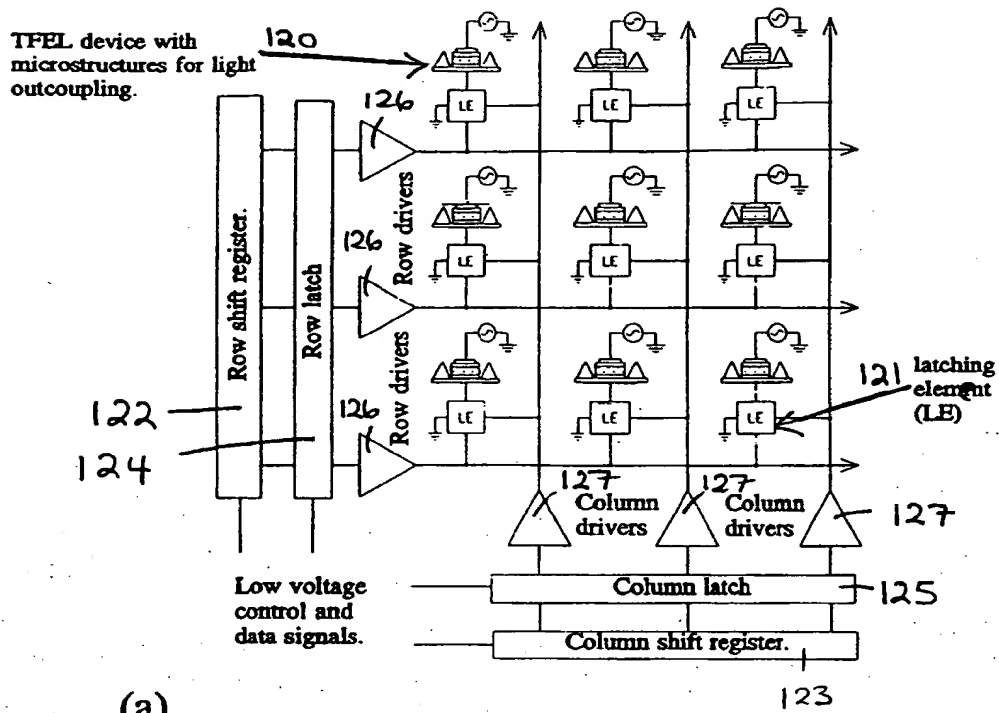 TFEL device with
microstructures for light
outcoupling.
120
126
LE
LE
LE
Row shift register.
Row latch
Row drivers
126
LE
LE
LE
Row drivers
122
124
126
LE
LE
LE
121
latching
element
(LE)
127
Column
drivers
127
Column
drivers
127
Low voltage
control and
data signals.
Column latch
125
Column shift register.
123
(a)